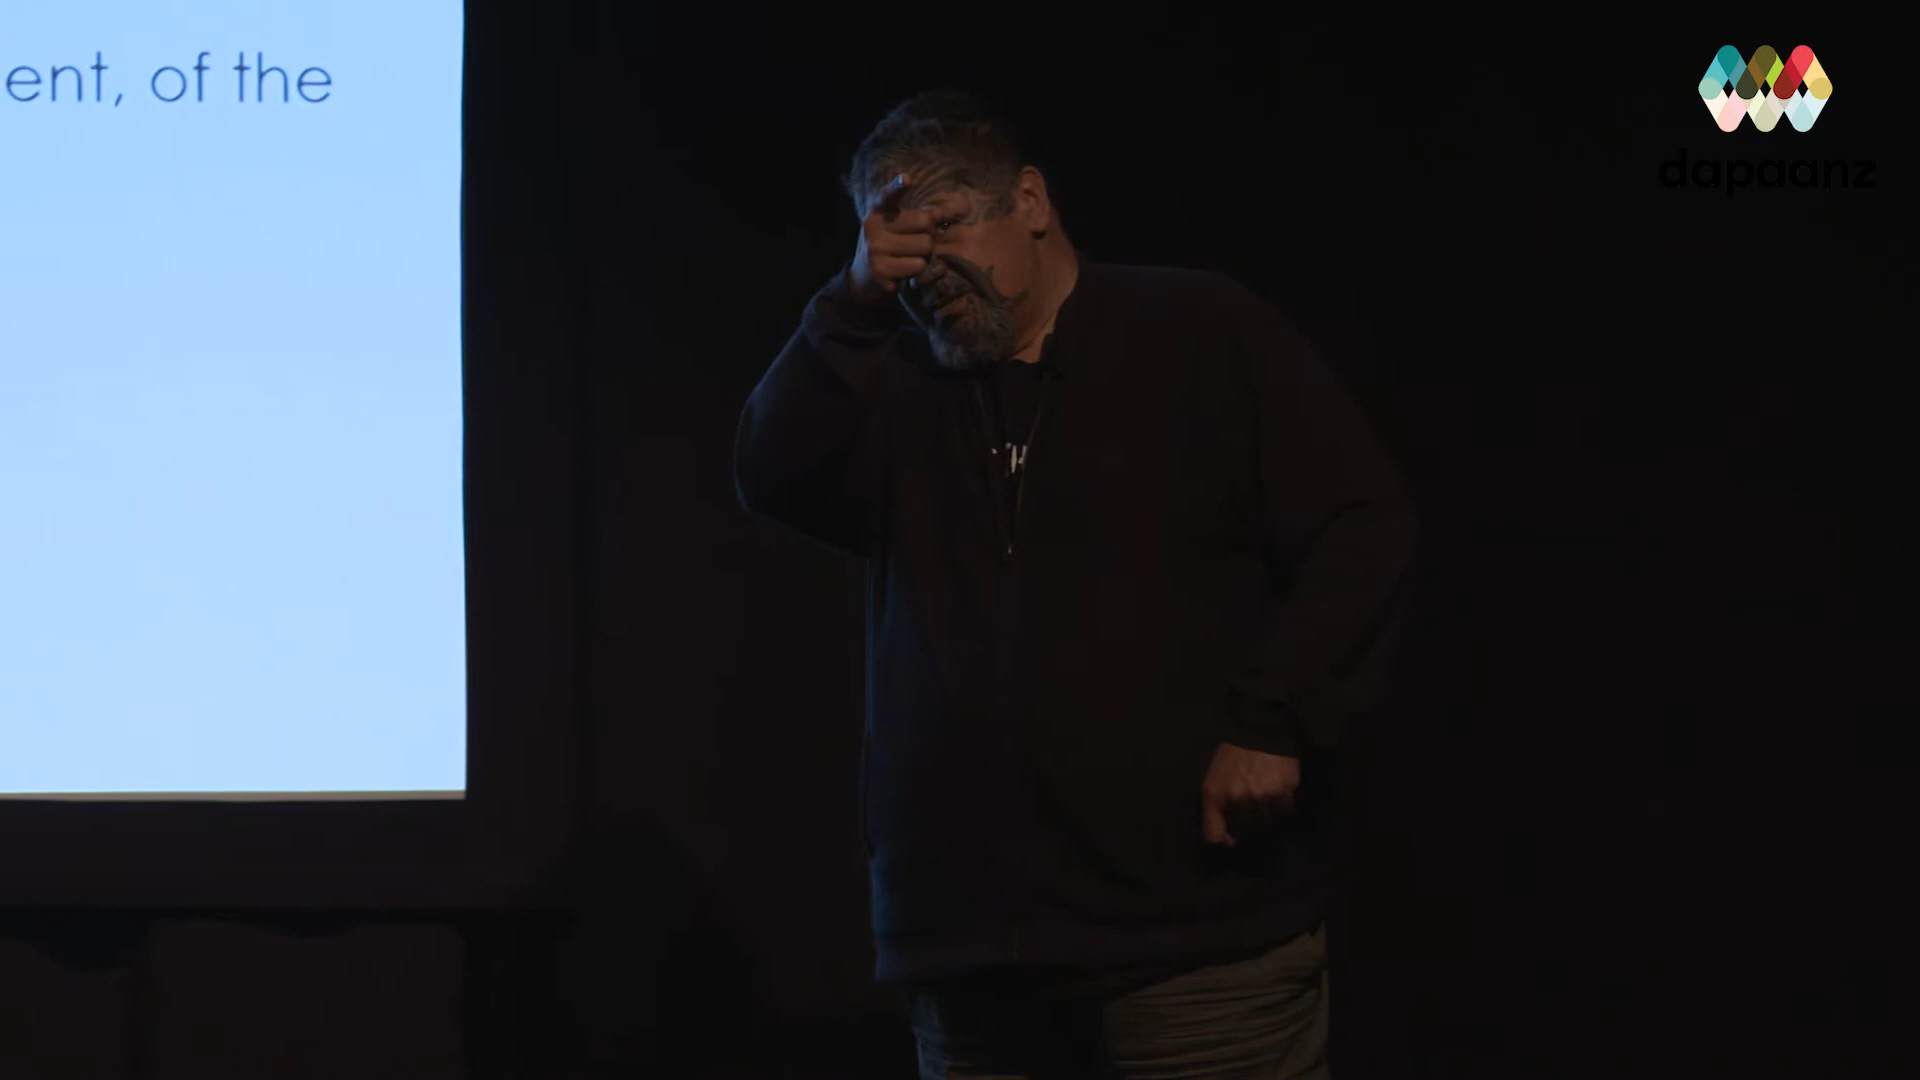 ent, of the
dapaanz